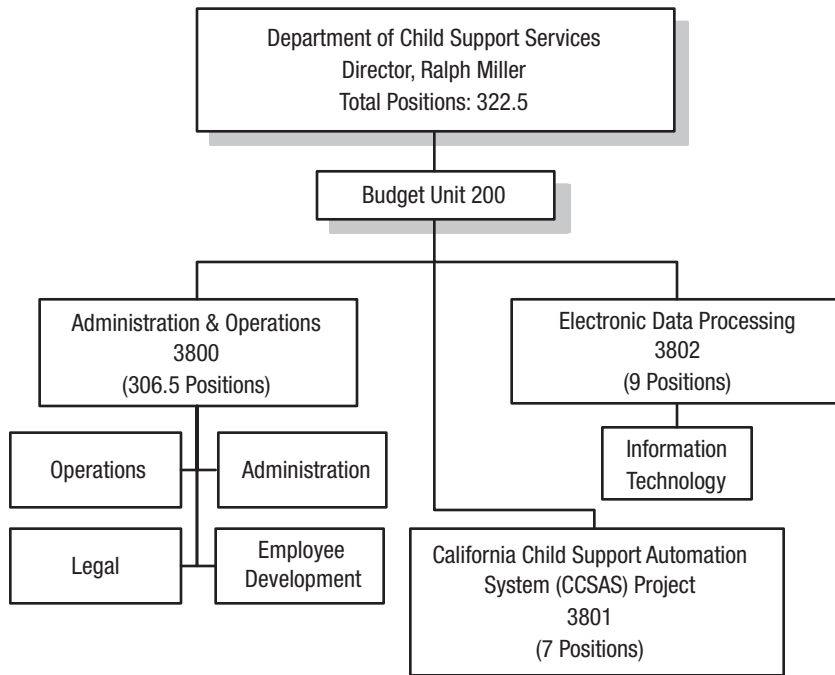 Department of Child Support Services
Director, Ralph Miller
Total Positions: 322.5
Budget Unit 200
Administration & Operations
3800
(306.5 Positions)
Electronic Data Processing
3802
(9 Positions)
Operations
Administration
Information
Technology
Legal
Employee
Development
California Child Support Automation
System (CCSAS) Project
3801
(7 Positions)